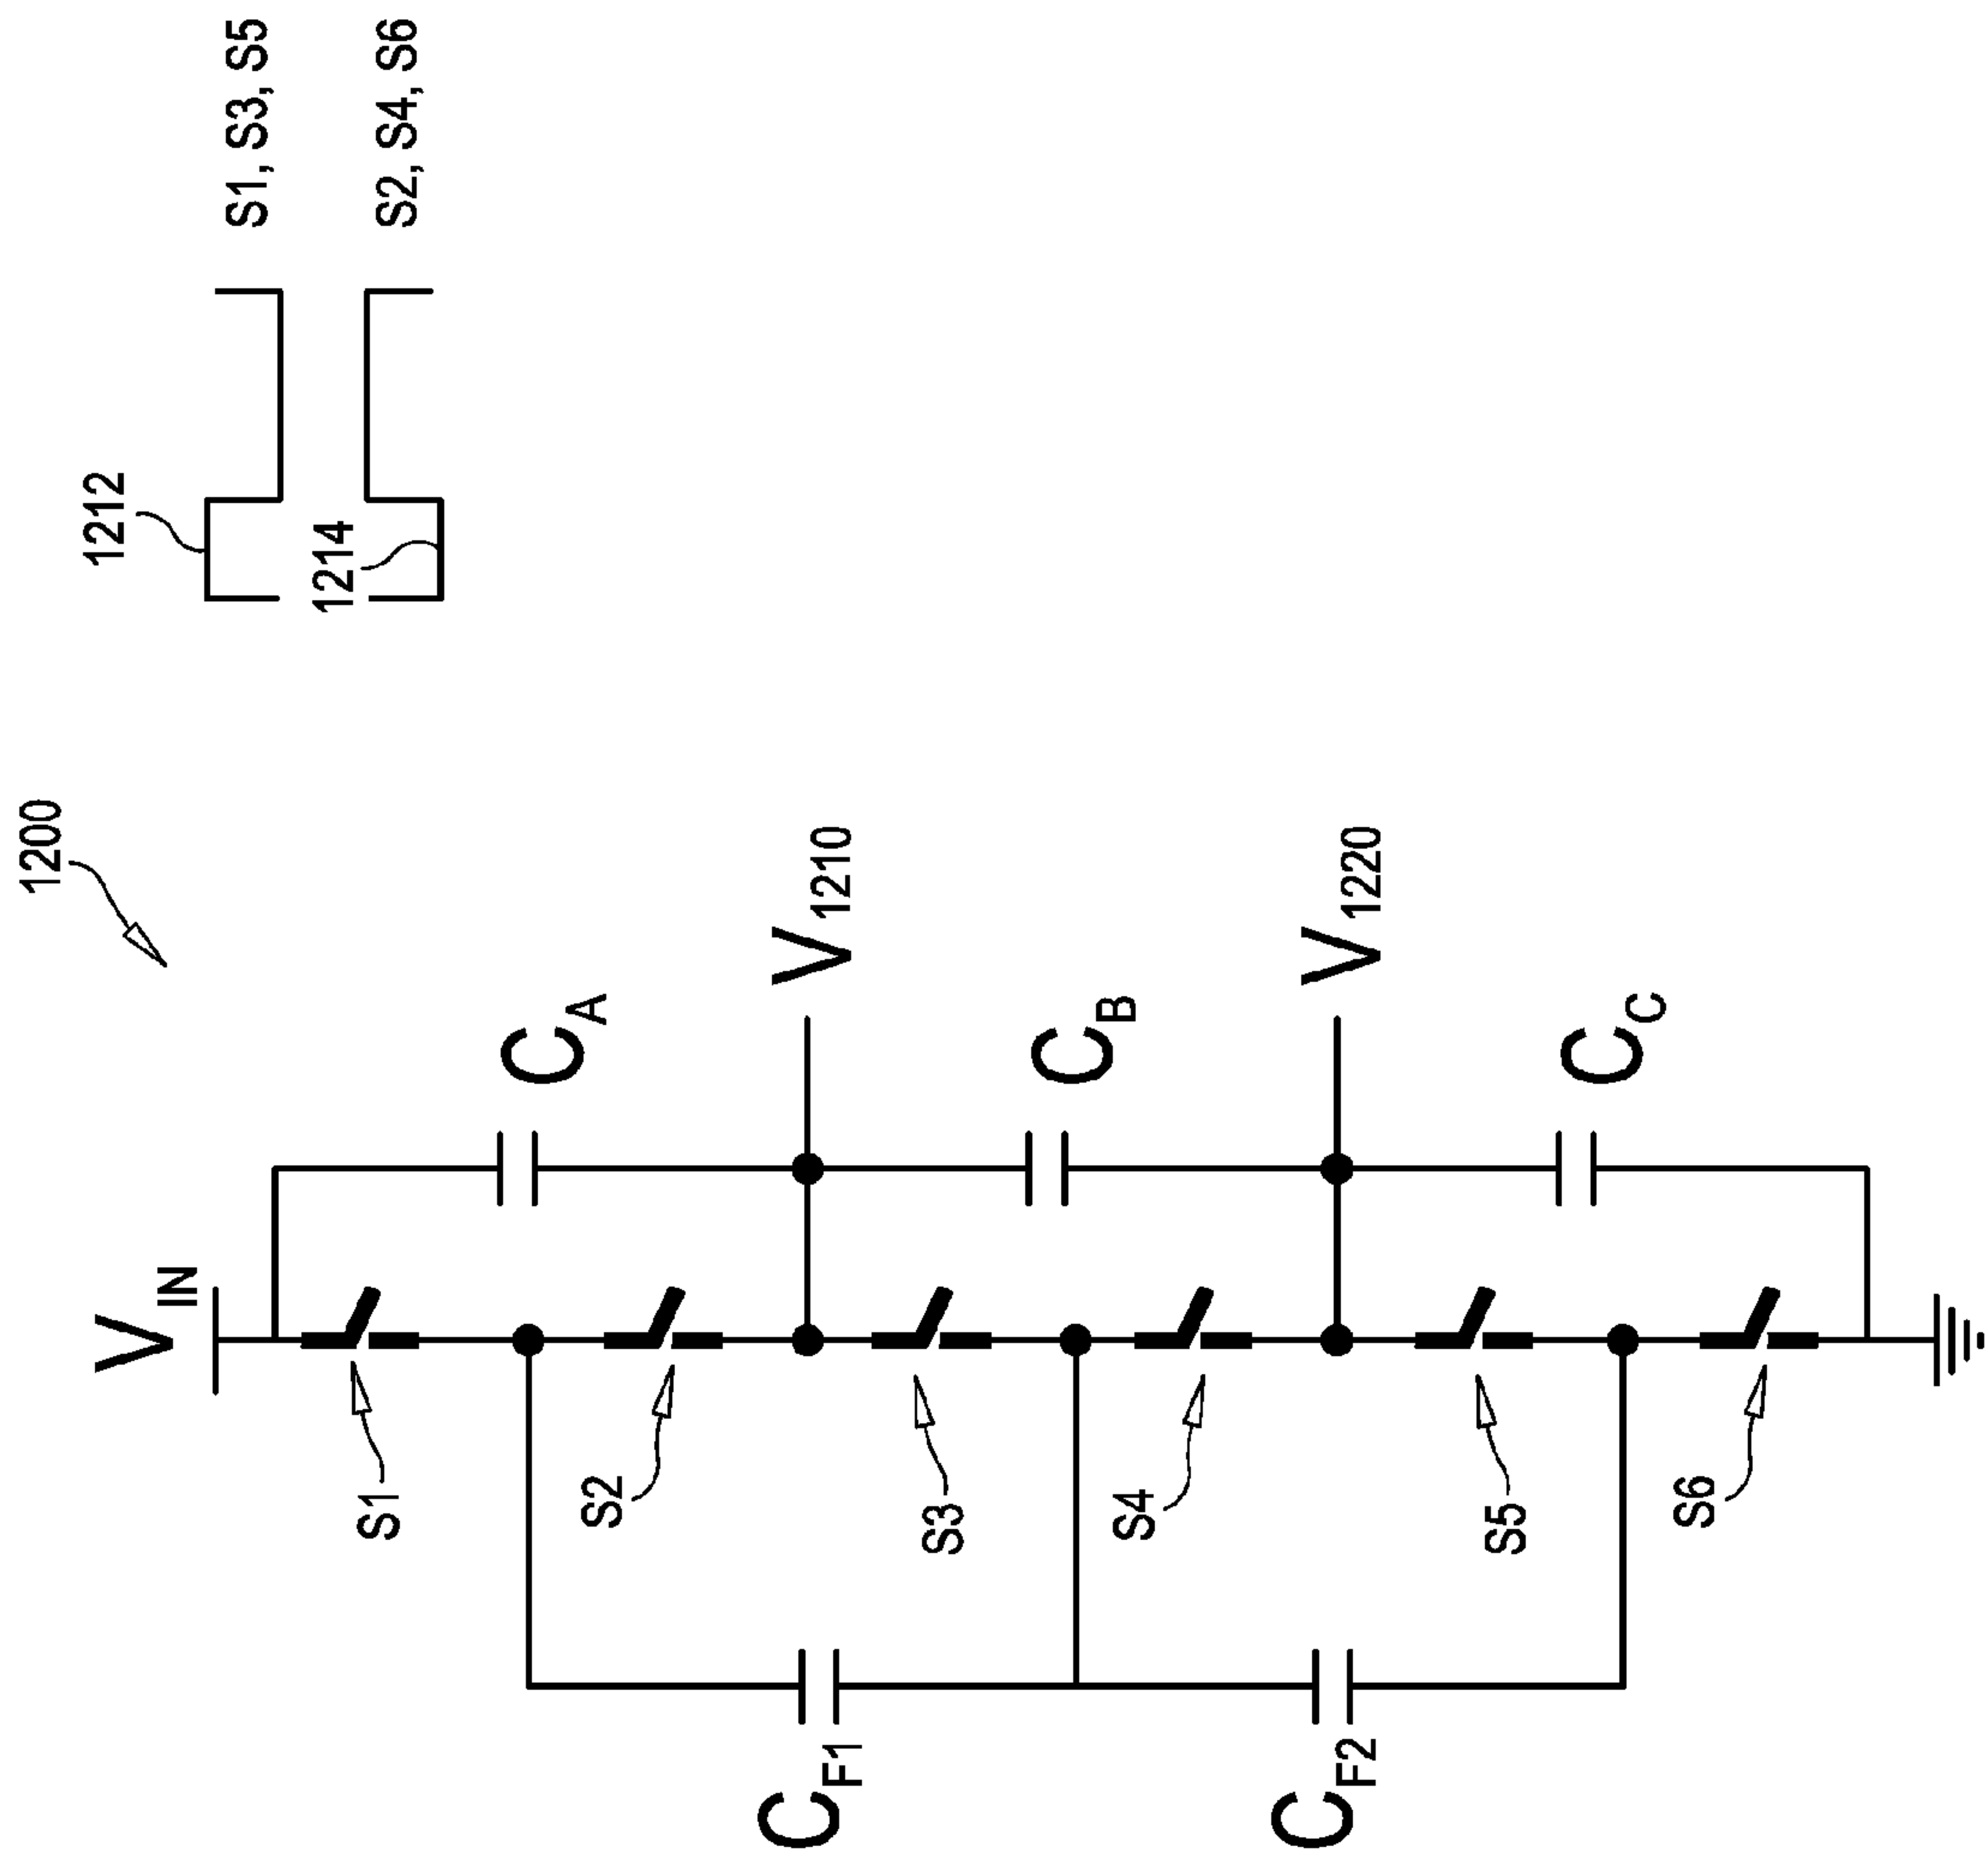 1200
1212
S1, S3, S5
1214
S2, S4, S6
VIN
S1
CA
S2
V1210
CF1
S3
CB
S4
V1220
CF2
S5
CC
S6